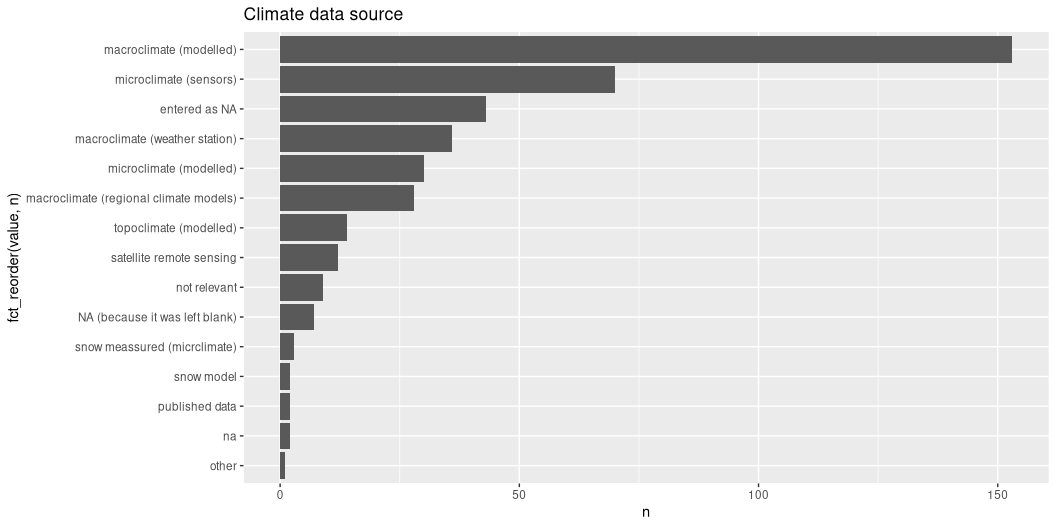 Climate data source
macroclimate (modelled)
microclimate (sensors)
entered as NA
macroclimate (weather station)
microclimate (modelled)
macroclimate (regional climate models)
topoclimate (modelled)
satellite remote sensing
not relevant
NA (because it was left blank)
snow meassured (micrclimate)
snow model
published data
na
other
fct_reorder(value, n)
0 50 100 150
n